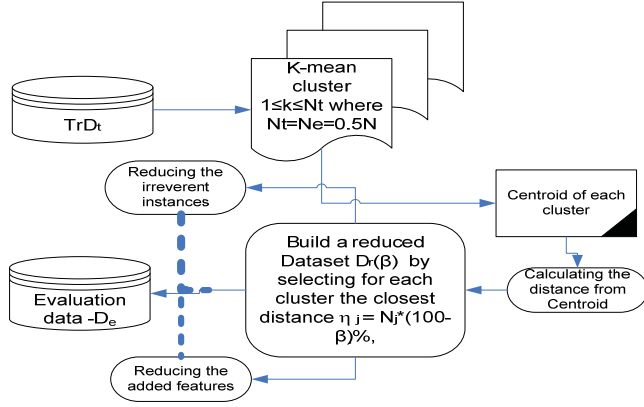 K-mean
cluster
1≤k≤Nt where
Nt=Ne=0.5N
TrDt
Reducing the
irreverent
instances
Centroid of each
cluster
Build a reduced
Dataset Dr(β) by
selecting for each
cluster the closest
distance η j = Nj*(100-
β)%,
Calculating the
distance from
Centroid
Evaluation
data -De
Reducing the
added features